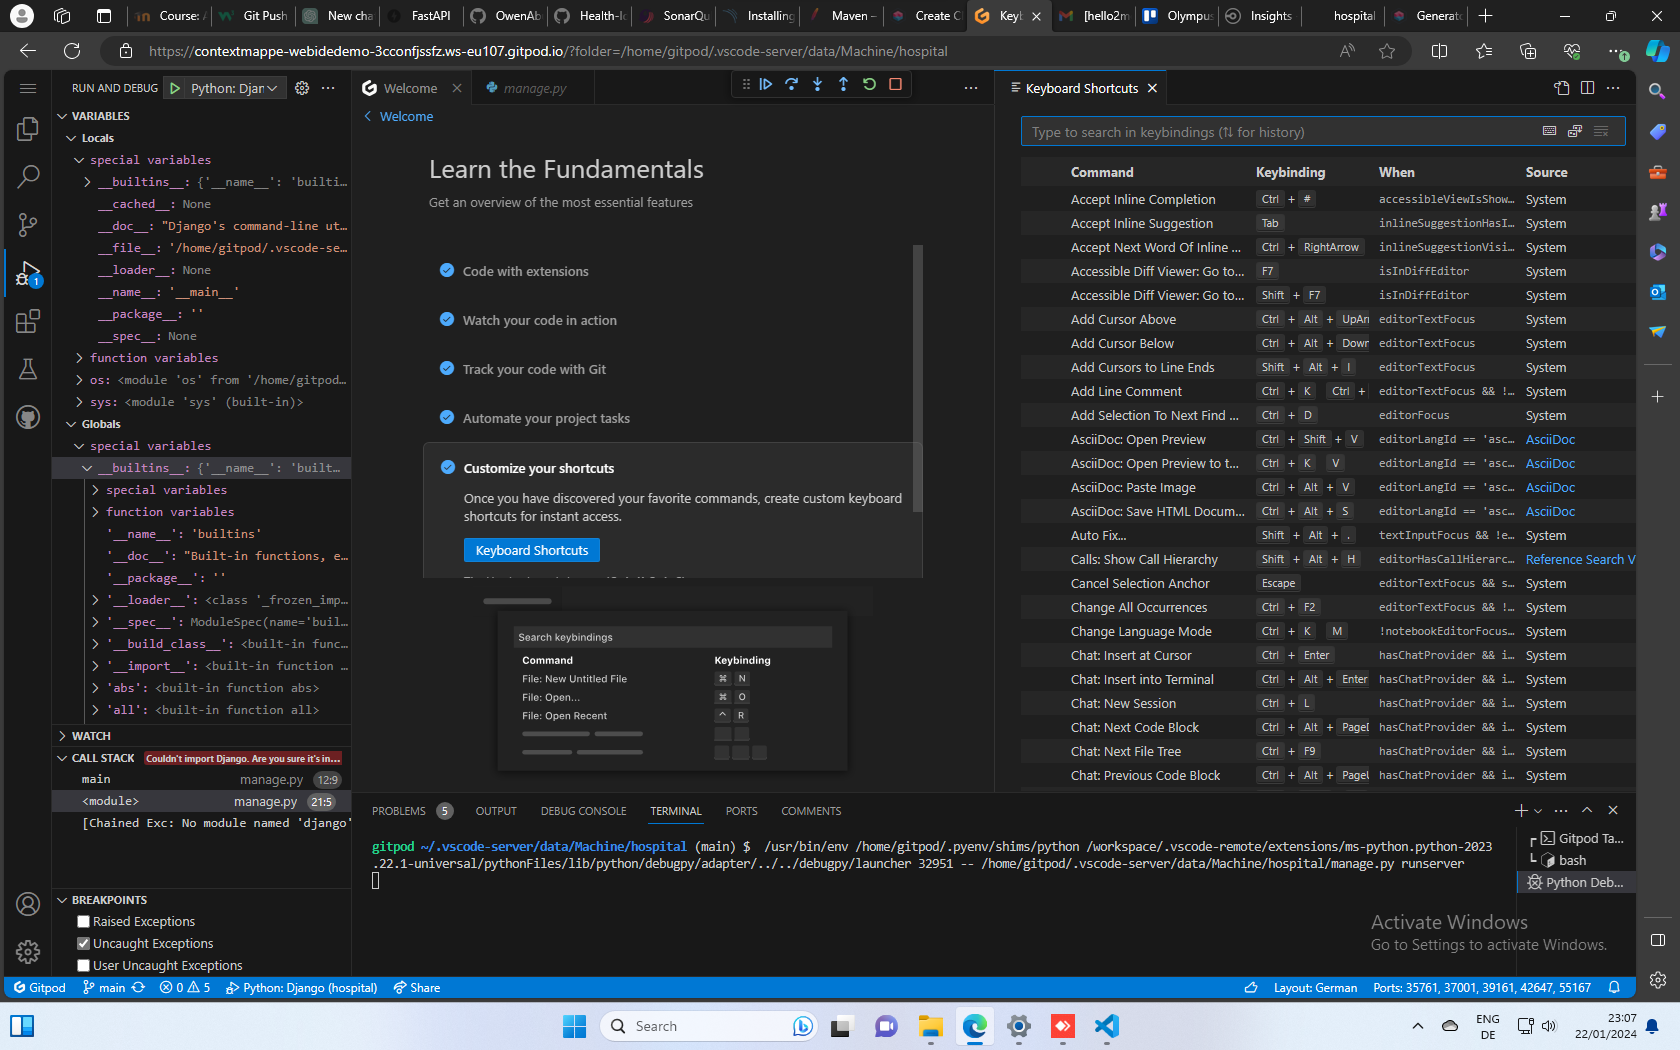 Course: A
Git Push
New cha
FastAPI
OwenAb
Health-Ic
SonarQu
Installing
Maven –
Create C
Keyb
[hello2m
Olympus
Insights
hospital
Generate
https://contextmappe-webidedemo-3cconfjssfz.ws-eu107.gitpod.io/?folder=/home/gitpod/.vscode-server/data/Machine/hospital
RUN AND DEBUG Python: Djan
Welcome
manage.py
Keyboard Shortcuts
VARIABLES
Locals
special variables
__builtins__: {'__name__': 'builti...
__cached__: None
__doc__: "Django's command-line ut...
__file__: '/home/gitpod/.vscode-se...
__loader__: None
__name__: '__main__'
__package__: ''
__spec__: None
function variables
os: <module 'os' from '/home/gitpod...
sys: <module 'sys' (built-in)>
Globals
special variables
__builtins__: {'__name__': 'built...
special variables
function variables
'__name__': 'builtins'
'__doc__': "Built-in functions, e...
'__package__': ''
'__loader__': <class '_frozen_imp...
'__spec__': ModuleSpec(name='buil...
'__build_class__': <built-in func...
'__import__': <built-in function ...
'abs': <built-in function abs>
'all': <built-in function all>
WATCH
CALL STACK Couldn't import Django. Are you sure it's in...
main manage.py 12:9
<module> manage.py 21:5
[Chained Exc: No module named 'django'
BREAKPOINTS
Raised Exceptions
Uncaught Exceptions
User Uncaught Exceptions
Welcome
Learn the Fundamentals
Get an overview of the most essential features
Code with extensions
Watch your code in action
Track your code with Git
Automate your project tasks
Customize your shortcuts
Once you have discovered your favorite commands, create custom keyboard
shortcuts for instant access.
Keyboard Shortcuts
Search keybindings
Command Keybinding
File: New Untitled File ⌘ N
File: Open... ⌘ O
File: Open Recent ^ R
Type to search in keybindings (⇅ for history)
Command Keybinding When Source
Accept Inline Completion Ctrl + # accessibleViewIsShow... System
Accept Inline Suggestion Tab inlineSuggestionHasI... System
Accept Next Word Of Inline ... Ctrl + RightArrow inlineSuggestionVisi... System
Accessible Diff Viewer: Go to... F7 isInDiffEditor System
Accessible Diff Viewer: Go to... Shift + F7 isInDiffEditor System
Add Cursor Above Ctrl + Alt + UpArr editorTextFocus System
Add Cursor Below Ctrl + Alt + Down editorTextFocus System
Add Cursors to Line Ends Shift + Alt + I editorTextFocus System
Add Line Comment Ctrl + K Ctrl + editorTextFocus && !... System
Add Selection To Next Find ... Ctrl + D editorFocus System
AsciiDoc: Open Preview Ctrl + Shift + V editorLangId == 'asc... AsciiDoc
AsciiDoc: Open Preview to t... Ctrl + K V editorLangId == 'asc... AsciiDoc
AsciiDoc: Paste Image Ctrl + Alt + V editorLangId == 'asc... AsciiDoc
AsciiDoc: Save HTML Docum... Ctrl + Alt + S editorLangId == 'asc... AsciiDoc
Auto Fix... Shift + Alt + . textInputFocus && !e... System
Calls: Show Call Hierarchy Shift + Alt + H editorHasCallHierarc... Reference Search V
Cancel Selection Anchor Escape editorTextFocus && s... System
Change All Occurrences Ctrl + F2 editorTextFocus && !... System
Change Language Mode Ctrl + K M !notebookEditorFocus... System
Chat: Insert at Cursor Ctrl + Enter hasChatProvider && i... System
Chat: Insert into Terminal Ctrl + Alt + Enter hasChatProvider && i... System
Chat: New Session Ctrl + L hasChatProvider && i... System
Chat: Next Code Block Ctrl + Alt + PageD hasChatProvider && i... System
Chat: Next File Tree Ctrl + F9 hasChatProvider && i... System
Chat: Previous Code Block Ctrl + Alt + PageU hasChatProvider && i... System
PROBLEMS 5 OUTPUT DEBUG CONSOLE TERMINAL PORTS COMMENTS
gitpod ~/.vscode-server/data/Machine/hospital (main) $ /usr/bin/env /home/gitpod/.pyenv/shims/python /workspace/.vscode-remote/extensions/ms-python.python-2023
.22.1-universal/pythonFiles/lib/python/debugpy/adapter/../../debugpy/launcher 32951 -- /home/gitpod/.vscode-server/data/Machine/hospital/manage.py runserver
Gitpod Ta...
bash
Python Deb...
Activate Windows
Go to Settings to activate Windows.
Gitpod main 0 5 Python: Django (hospital) Share Layout: German Ports: 35761, 37001, 39161, 42647, 55167
Search
ENG
DE
23:07
22/01/2024